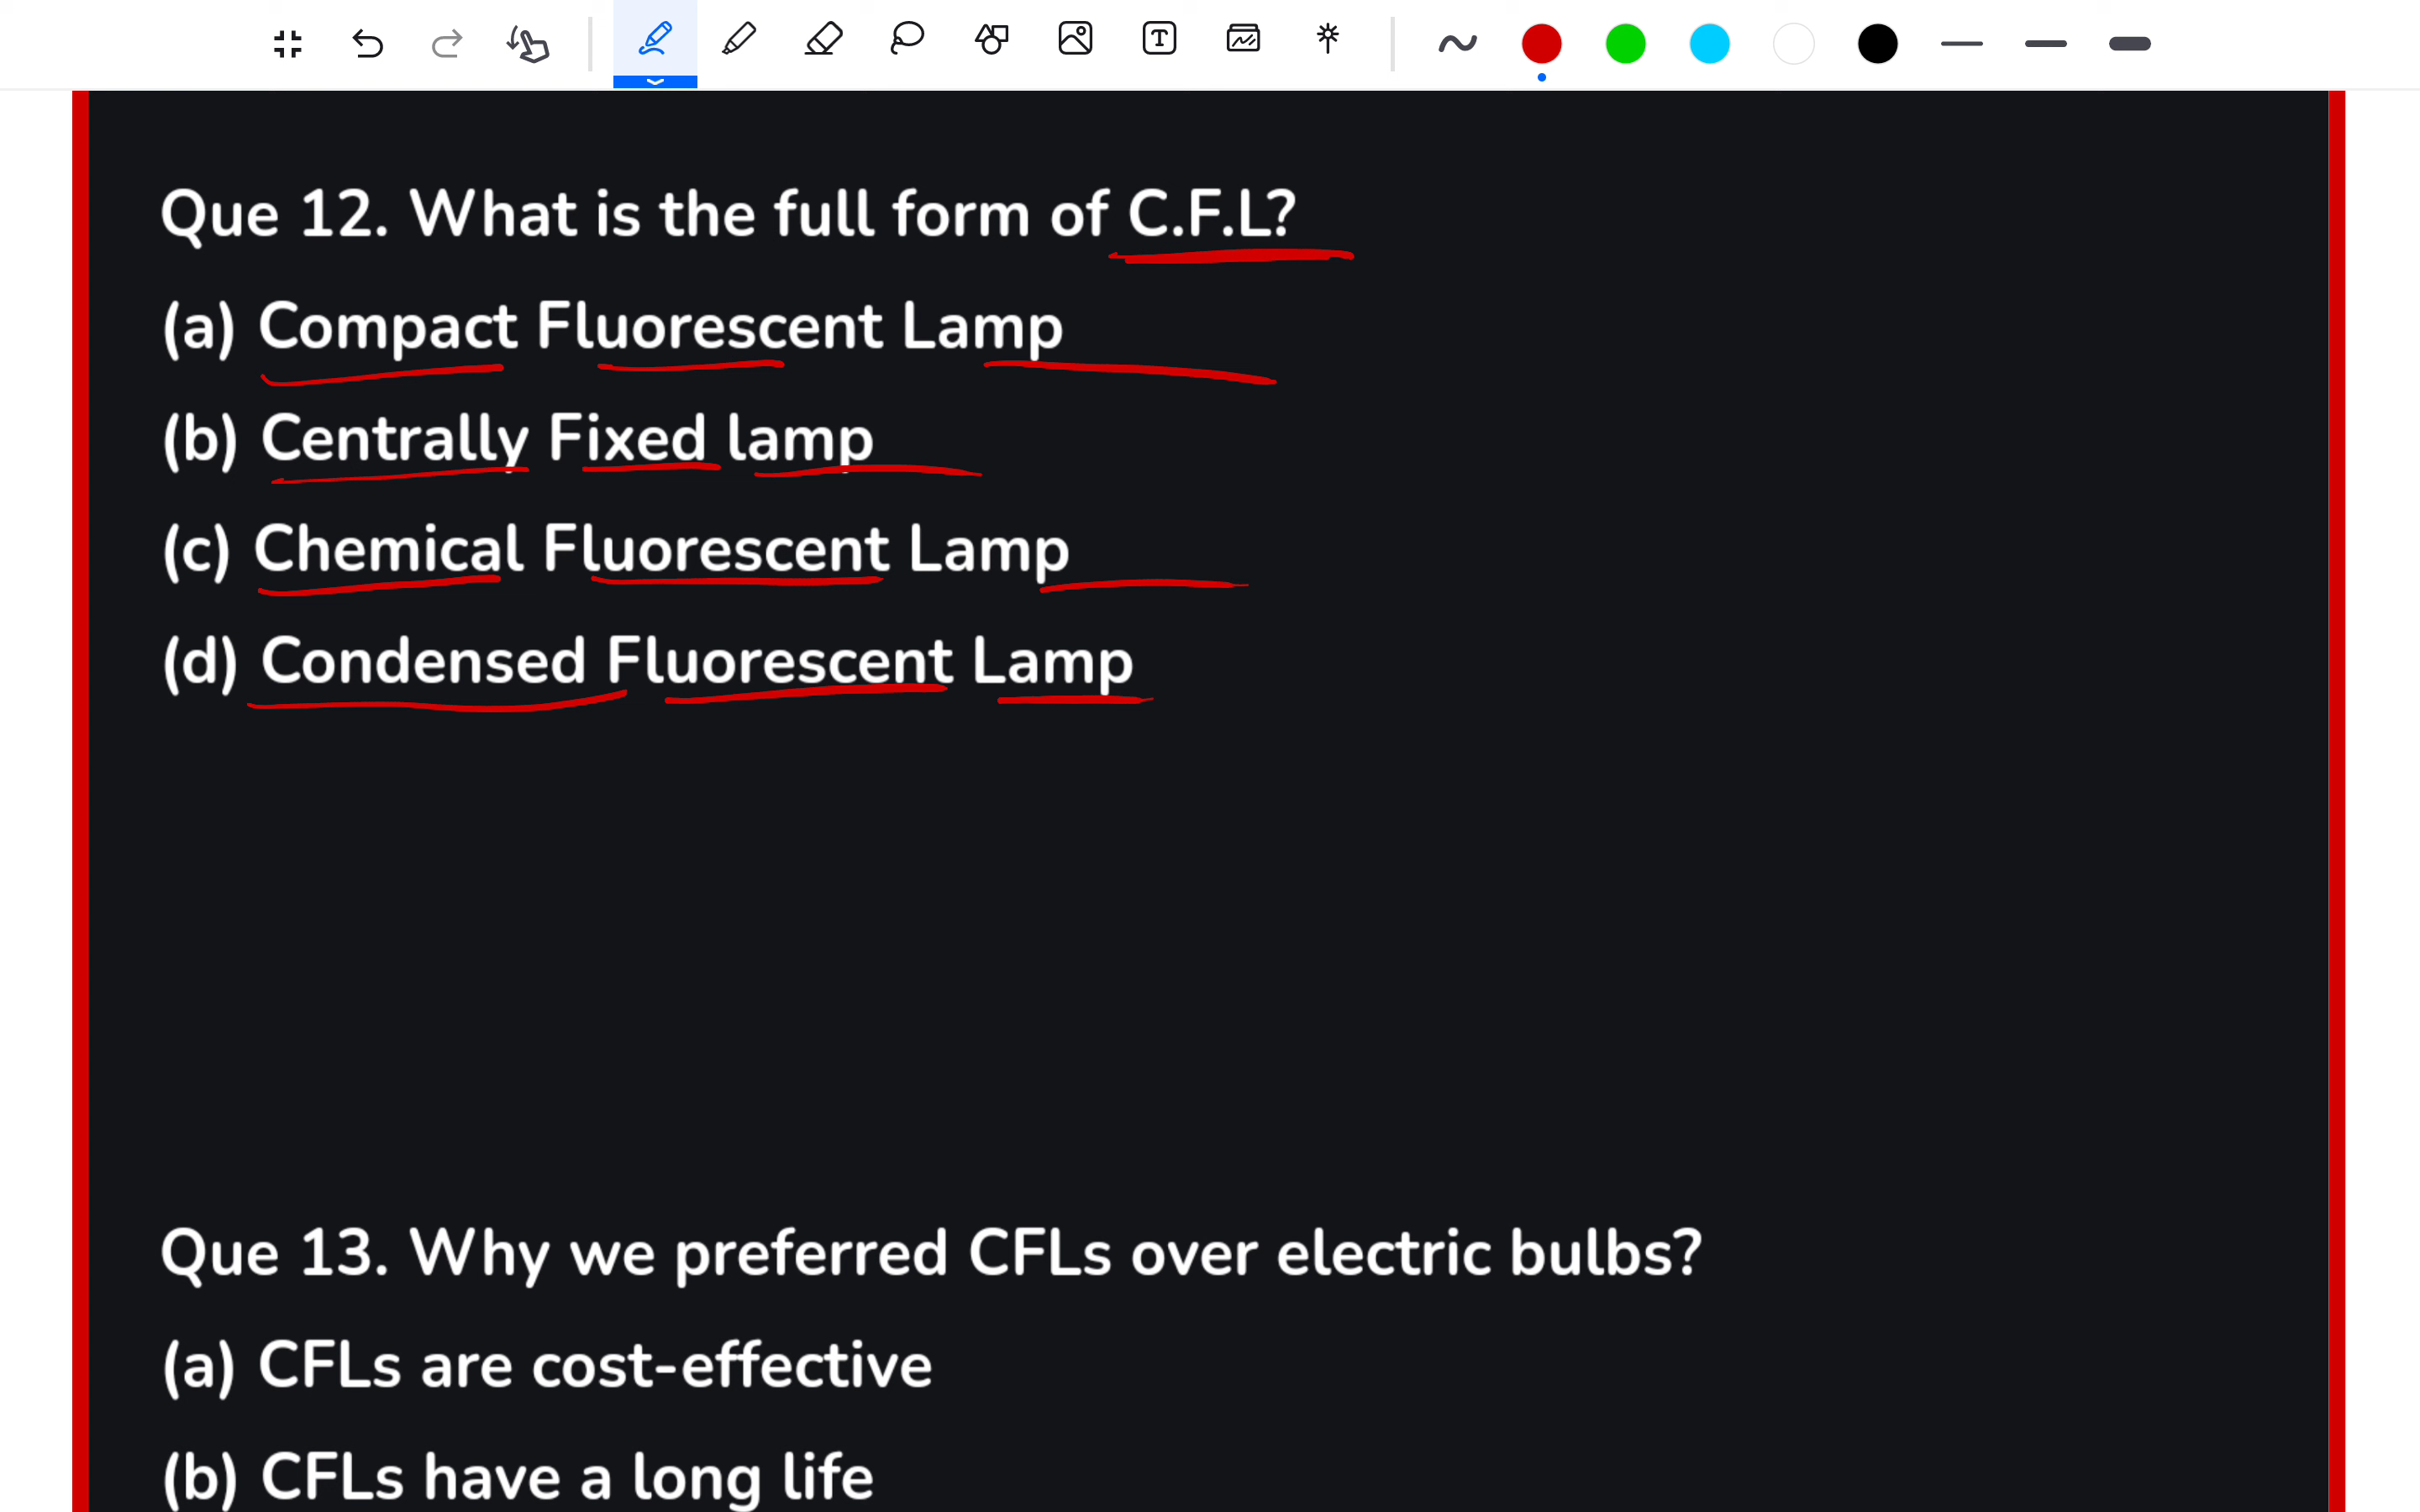 Que 12. What is the full form of C.F.L?
(a) Compact Fluorescent Lamp
(b) Centrally Fixed lamp
(c) Chemical Fluorescent Lamp
(d) Condensed Fluorescent Lamp
Que 13. Why we preferred CFLs over electric bulbs?
(a) CFLs are cost-effective
(b) CFLs have a long life